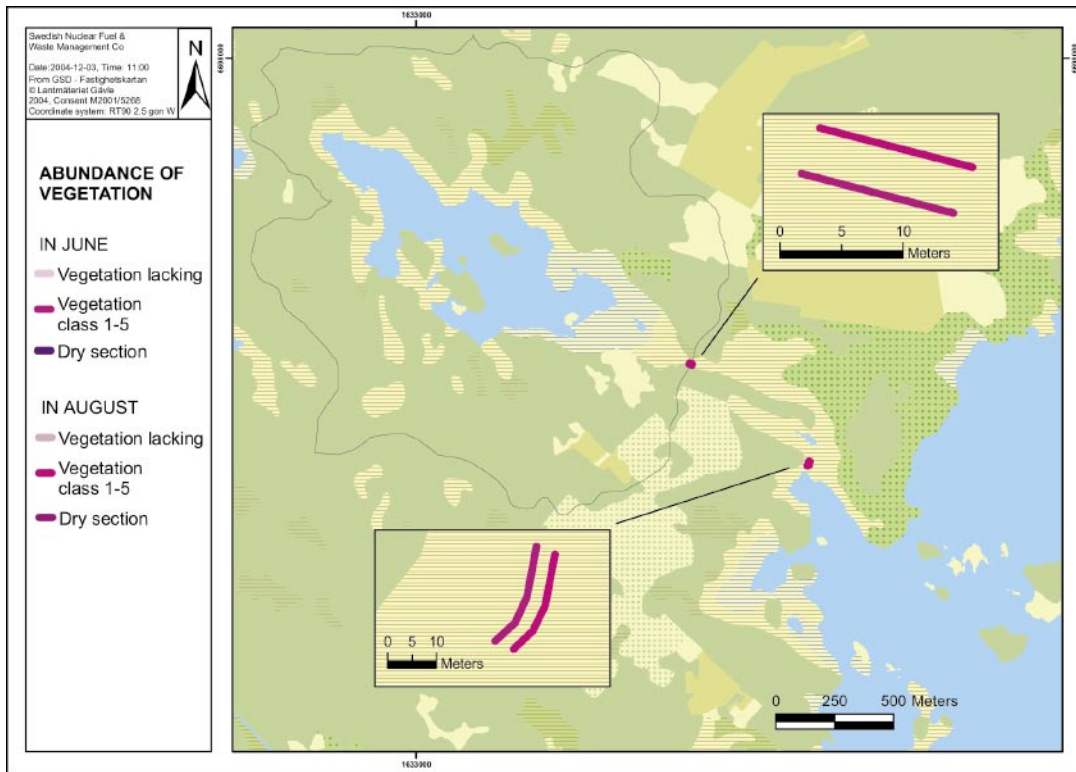 1633000
Swedish Nuclear Fuel &
Waste Management Co
Date:2004-12-03, Time: 11:00
From GSD - Fastighetskartan
© Lantmäteriet Gävle
2004, Consent M2001/5268
Coordinate system: RT90 2.5 gon W
N
ABUNDANCE OF
VEGETATION
IN JUNE
Vegetation lacking
Vegetation
class 1-5
Dry section
IN AUGUST
Vegetation lacking
Vegetation
class 1-5
Dry section
0 5 10
Meters
0 5 10
Meters
0 250 500 Meters
1633000